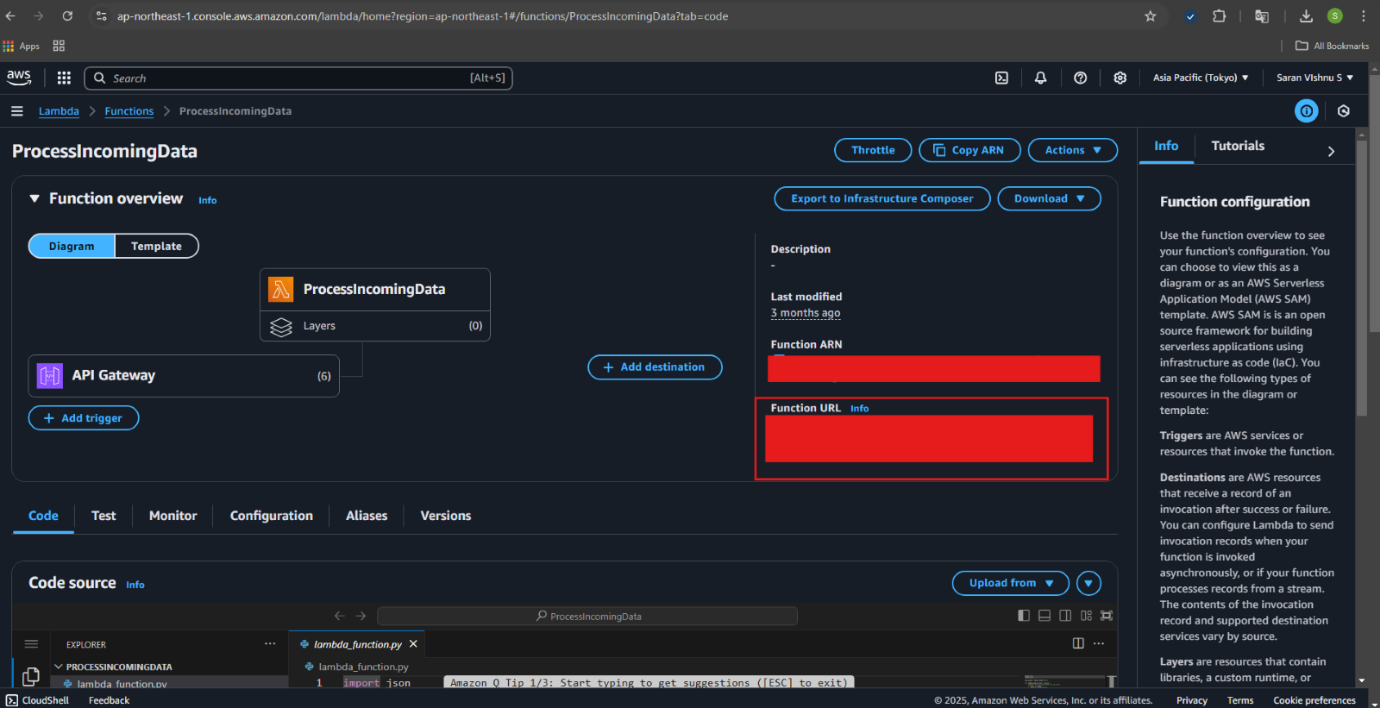 ap-northeast-1.console.aws.amazon.com/lambda/home?region=ap-northeast-1#/functions/ProcessIncomingData?tab=code
S
Apps
All Bookmarks
aws
Search
[Alt+S]
Asia Pacific (Tokyo) ▼
Saran VIshnu S ▼
Lambda > Functions > ProcessIncomingData
ProcessIncomingData
Throttle
Copy ARN
Actions ▼
▼ Function overview Info
Export to Infrastructure Composer
Download ▼
Diagram
Template
ProcessIncomingData
Layers (0)
API Gateway (6)
+ Add trigger
+ Add destination
Description
-
Last modified
3 months ago
Function ARN
Function URL Info
Code
Test
Monitor
Configuration
Aliases
Versions
Code source Info
Upload from ▼
ProcessIncomingData
EXPLORER
PROCESSINGCOMINGDATA
lambda_function.py
lambda_function.py
lambda_function.py
1 import json
Amazon Q Tip 1/3: Start typing to get suggestions ([ESC] to exit)
Info
Tutorials
Function configuration
Use the function overview to see
your function's configuration. You
can choose to view this as a
diagram or as an AWS Serverless
Application Model (AWS SAM)
template. AWS SAM is is an open
source framework for building
serverless applications using
infrastructure as code (IaC). You
can see the following types of
resources in the diagram or
template:
Triggers are AWS services or
resources that invoke the function.
Destinations are AWS resources
that receive a record of an
invocation after success or failure.
You can configure Lambda to send
invocation records when your
function is invoked
asynchronously, or if your function
processes records from a stream.
The contents of the invocation
record and supported destination
services vary by source.
Layers are resources that contain
libraries, a custom runtime, or
CloudShell
Feedback
© 2025, Amazon Web Services, Inc. or its affiliates.
Privacy
Terms
Cookie preferences